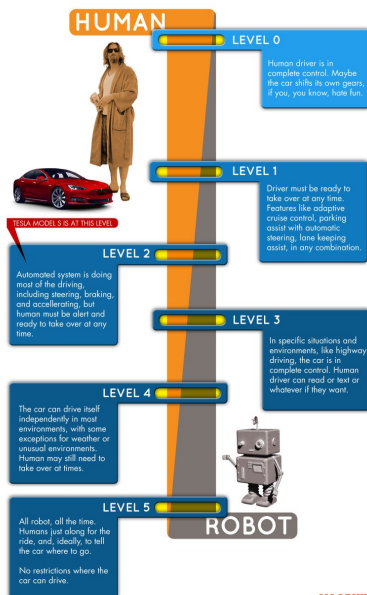 HUMAN
LEVEL 0
Human driver is in
complete control. Maybe
the car shifts its own gears,
if you, you know, hate fun.
LEVEL 1
Driver must be ready to
take over at any time.
Features like adaptive
cruise control, parking
assist with automatic
steering, lane keeping
assist, in any combination.
TESLA MODEL S IS AT THIS LEVEL
LEVEL 2
Automated system is doing
most of the driving,
including steering, braking,
and accellerating, but
human must be alert and
ready to take over at any
time.
LEVEL 3
In specific situations and
environments, like highway
driving, the car is in
complete control. Human
driver can read or text or
whatever if they want.
LEVEL 4
The car can drive itself
independently in most
environments, with some
exceptions for weather or
unusual environments.
Human may still need to
take over at times.
LEVEL 5
All robot, all the time.
Humans just along for the
ride, and, ideally, to tell
the car where to go.
No restrictions where the
car can drive.
ROBOT